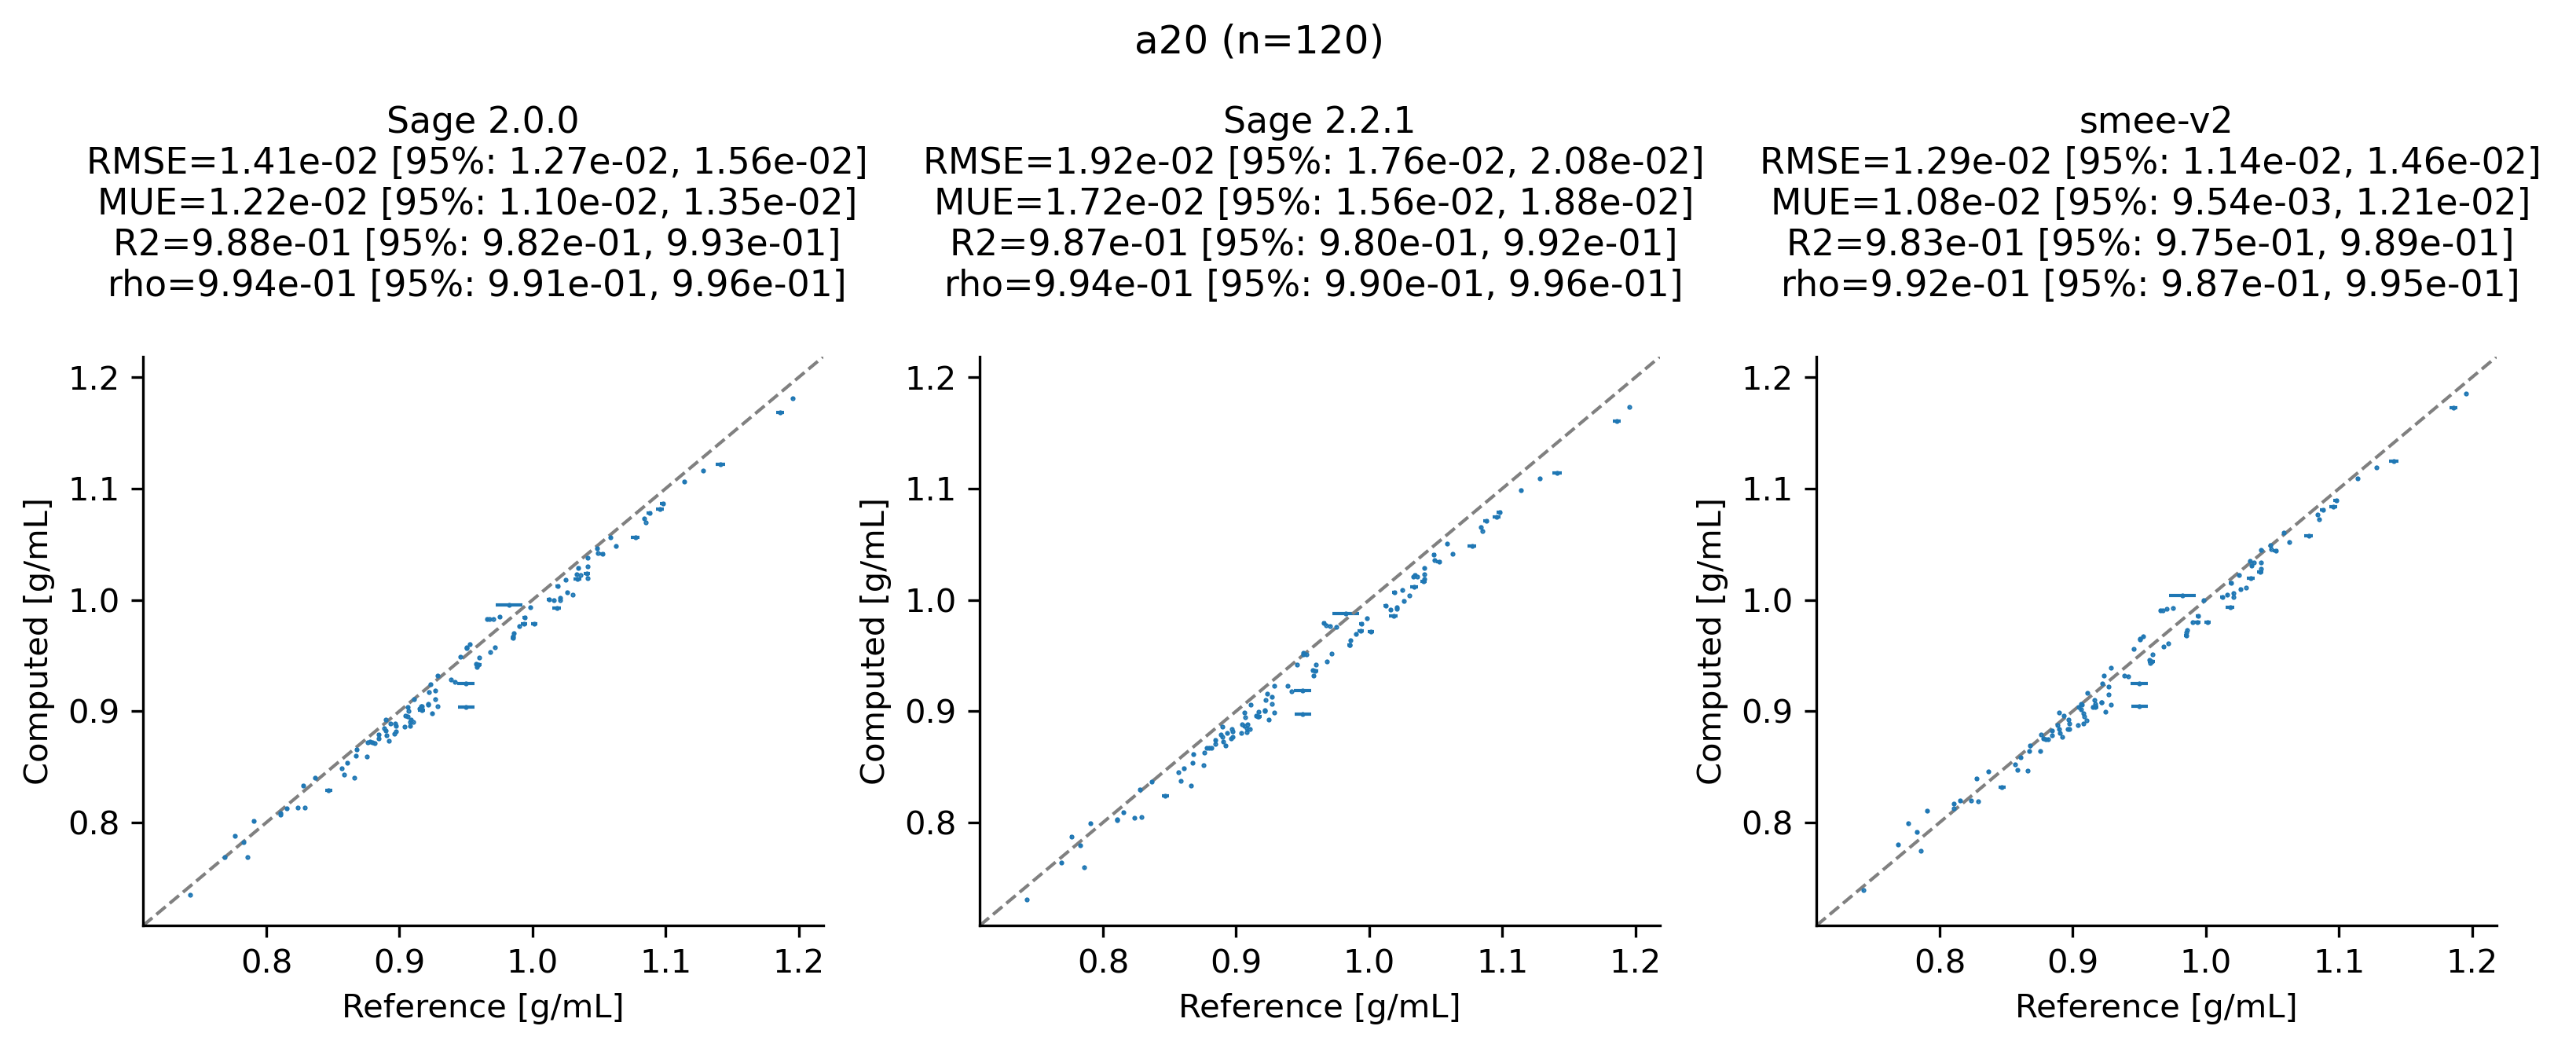 a20 (n=120)
Sage 2.0.0
RMSE=1.41e-02 [95%: 1.27e-02, 1.56e-02]
MUE=1.22e-02 [95%: 1.10e-02, 1.35e-02]
R2=9.88e-01 [95%: 9.82e-01, 9.93e-01]
rho=9.94e-01 [95%: 9.91e-01, 9.96e-01]
1.2
1.1
1.0
0.9
0.8
Computed [g/mL]
0.8 0.9 1.0 1.1 1.2
Reference [g/mL]
Sage 2.2.1
RMSE=1.92e-02 [95%: 1.76e-02, 2.08e-02]
MUE=1.72e-02 [95%: 1.56e-02, 1.88e-02]
R2=9.87e-01 [95%: 9.80e-01, 9.92e-01]
rho=9.94e-01 [95%: 9.90e-01, 9.96e-01]
1.2
1.1
1.0
0.9
0.8
Computed [g/mL]
0.8 0.9 1.0 1.1 1.2
Reference [g/mL]
smee-v2
RMSE=1.29e-02 [95%: 1.14e-02, 1.46e-02]
MUE=1.08e-02 [95%: 9.54e-03, 1.21e-02]
R2=9.83e-01 [95%: 9.75e-01, 9.89e-01]
rho=9.92e-01 [95%: 9.87e-01, 9.95e-01]
1.2
1.1
1.0
0.9
0.8
Computed [g/mL]
0.8 0.9 1.0 1.1 1.2
Reference [g/mL]